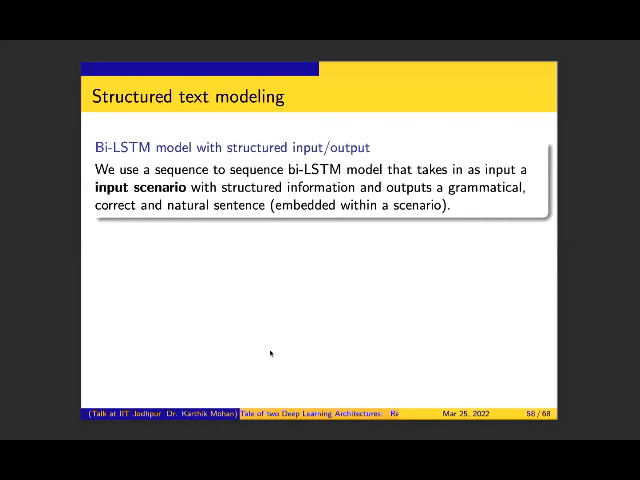 Structured text modeling
Bi-LSTM model with structured input/output
We use a sequence to sequence bi-LSTM model that takes in as input a
input scenario with structured information and outputs a grammatical,
correct and natural sentence (embedded within a scenario).
(Talk at IIT Jodhpur Dr. Karthik Mohan) Tale of two Deep Learning Architectures: Re Mar 25, 2022 58 / 68